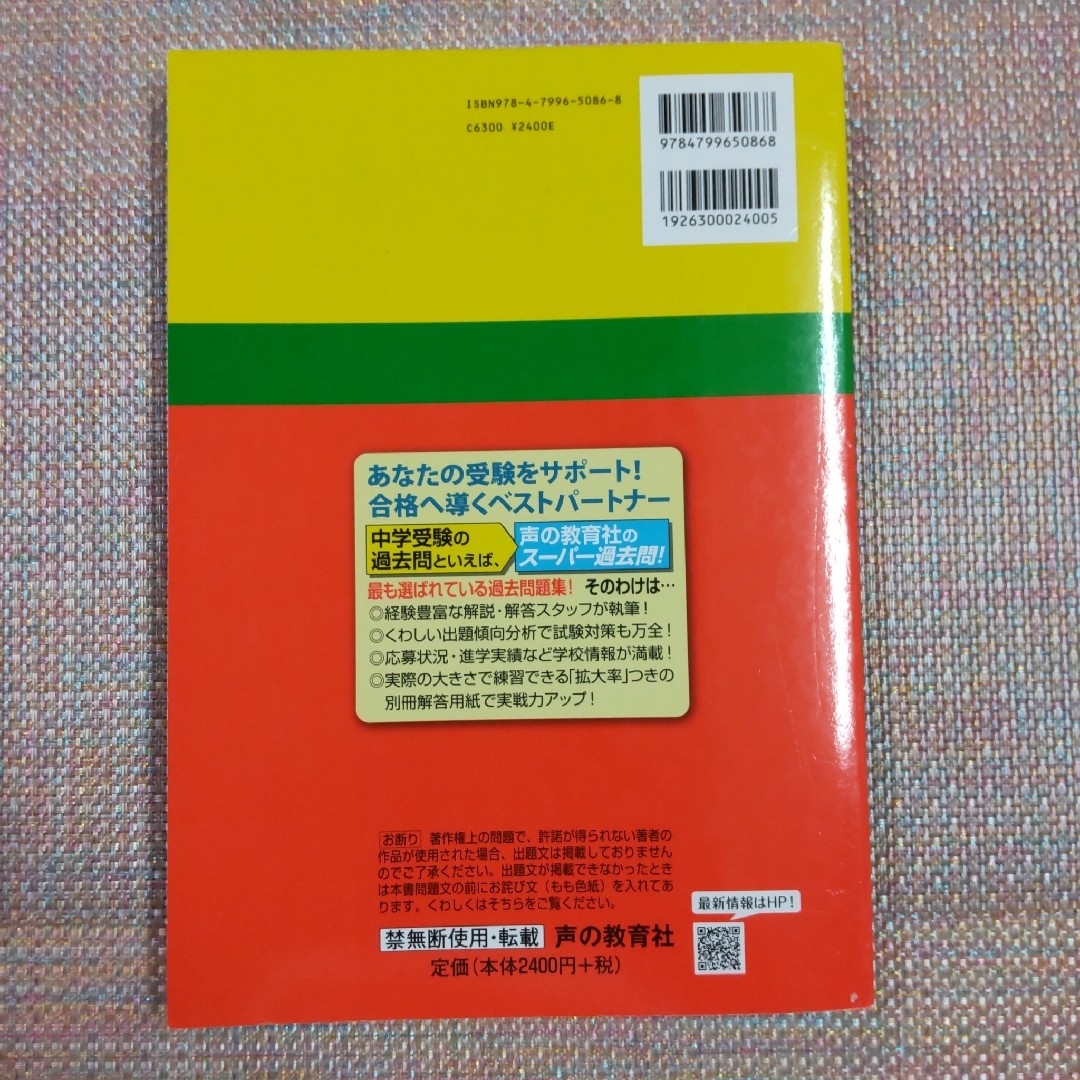 ISBN978-4-7996-5086-8
C6300 ¥2400E
9784799650868
1926300024005
あなたの受験をサポート!
合格へ導くベストパートナー
中学受験の
過去問といえば、
声の教育社の
スーパー過去問!
最も選ばれている過去問題集! そのわけは…
◎経験豊富な解説・解答スタッフが執筆!
◎くわしい出題傾向分析で試験対策も万全!
◎応募状況・進学実績など学校情報が満載!
◎実際の大きさで練習できる「拡大率」つきの
別冊解答用紙で実戦力アップ!
お断り 著作権上の問題で、許諾が得られない著者の
作品が使用された場合、出題文は掲載しておりません
のでご了承ください。出題文が掲載できなかったとき
は本書問題文の前にお詫び文(もも色紙)を入れてあ
ります。くわしくはそちらをご覧ください。
禁無断使用・転載 声の教育社
定価(本体2400円+税)
最新情報はHP!